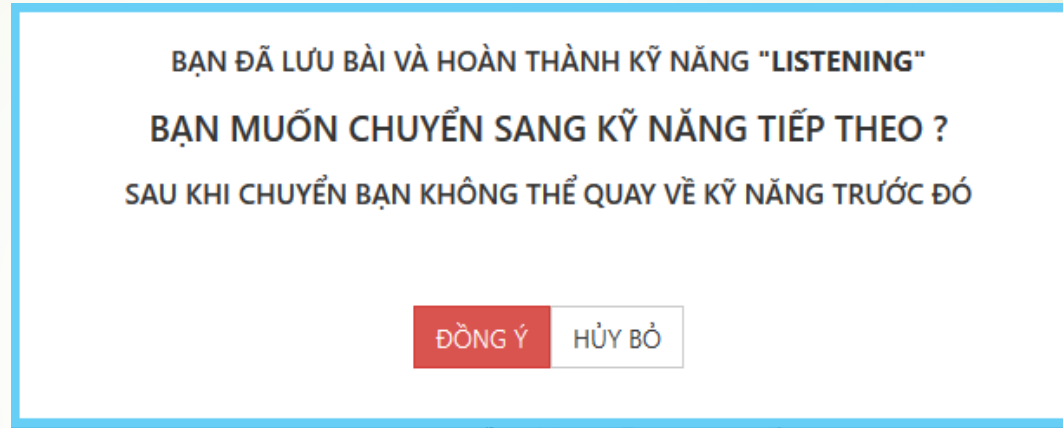 BẠN ĐÃ LƯU BÀI VÀ HOÀN THÀNH KỸ NĂNG "LISTENING"
BẠN MUỐN CHUYỂN SANG KỸ NĂNG TIẾP THEO ?
SAU KHI CHUYỂN BẠN KHÔNG THỂ QUAY VỀ KỸ NĂNG TRƯỚC ĐÓ
ĐỒNG Ý HỦY BỎ